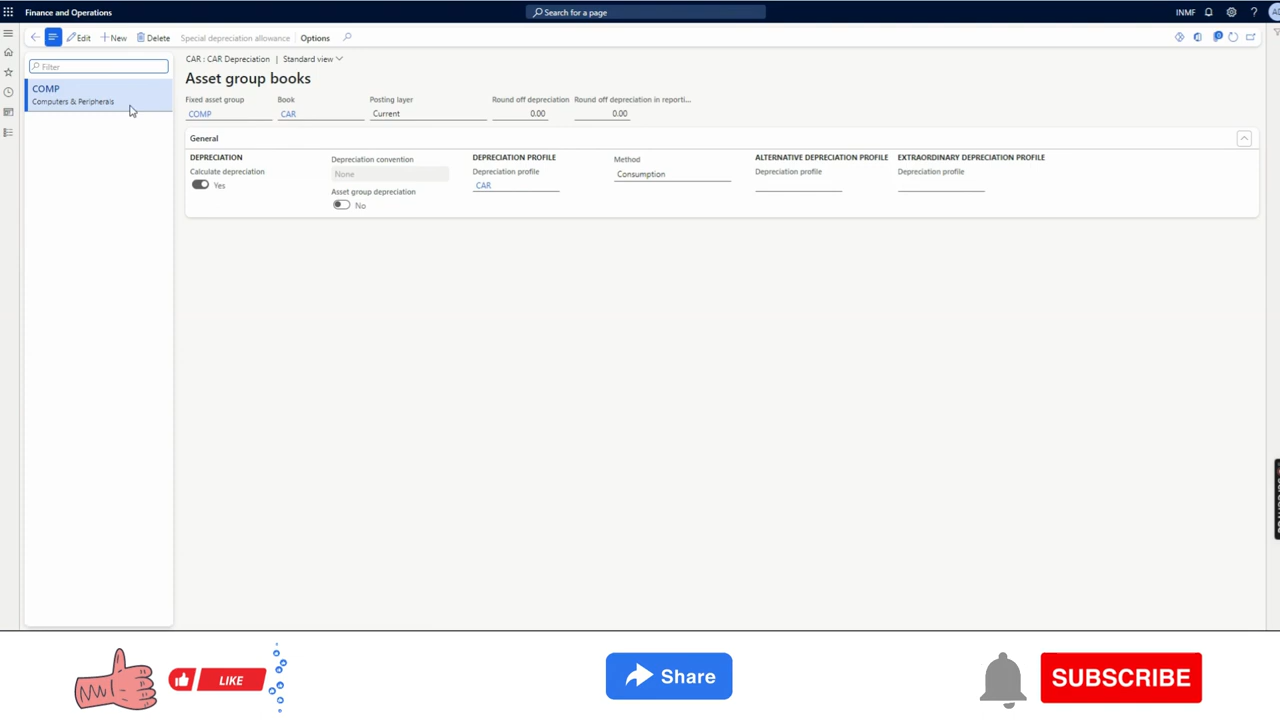 Finance and Operations
Search for a page
INMF
?
Edit
New
Delete
Special depreciation allowance
Options
Filter
COMP
Computers & Peripherals
CAR : CAR Depreciation | Standard view
Asset group books
Fixed asset group
COMP
Book
CAR
Posting layer
Current
Round off depreciation
0.00
Round off depreciation in reporti...
0.00
General
DEPRECIATION
Calculate depreciation
Yes
Depreciation convention
None
Asset group depreciation
No
DEPRECIATION PROFILE
Depreciation profile
CAR
Method
Consumption
ALTERNATIVE DEPRECIATION PROFILE
Depreciation profile
EXTRAORDINARY DEPRECIATION PROFILE
Depreciation profile
LIKE
Share
SUBSCRIBE